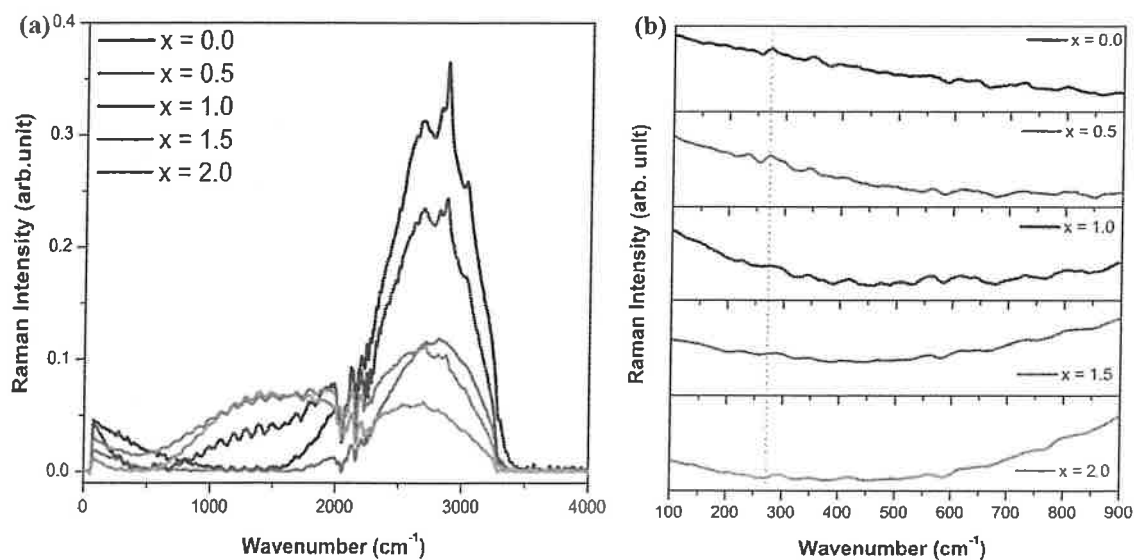 (a)
0.4
0.3
0.2
0.1
0.0
x = 0.0
x = 0.5
x = 1.0
x = 1.5
x = 2.0
Raman Intensity (arb.unit)
0 1000 2000 3000 4000
Wavenumber (cm-1)
(b)
x = 0.0
x = 0.5
x = 1.0
x = 1.5
x = 2.0
Raman Intensity (arb. unit)
100 200 300 400 500 600 700 800 900
Wavenumber (cm-1)